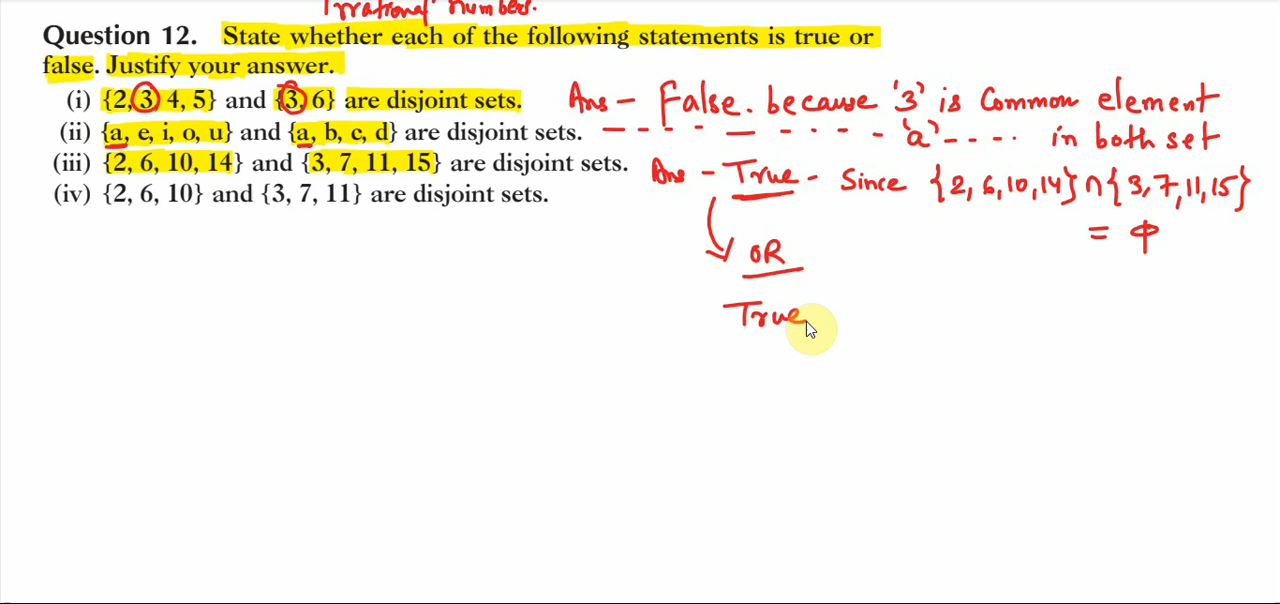 Irrational numbers.
Question 12. State whether each of the following statements is true or
false. Justify your answer.
(i) {2, 3, 4, 5} and {3, 6} are disjoint sets. Ans - False. because '3' is Common element
(ii) {a, e, i, o, u} and {a, b, c, d} are disjoint sets. - - - - - - - - - 'a' - - - - in both set
(iii) {2, 6, 10, 14} and {3, 7, 11, 15} are disjoint sets. Ans - True - Since {2, 6, 10, 14} ∩ {3, 7, 11, 15}
(iv) {2, 6, 10} and {3, 7, 11} are disjoint sets.
= ϕ
OR
True